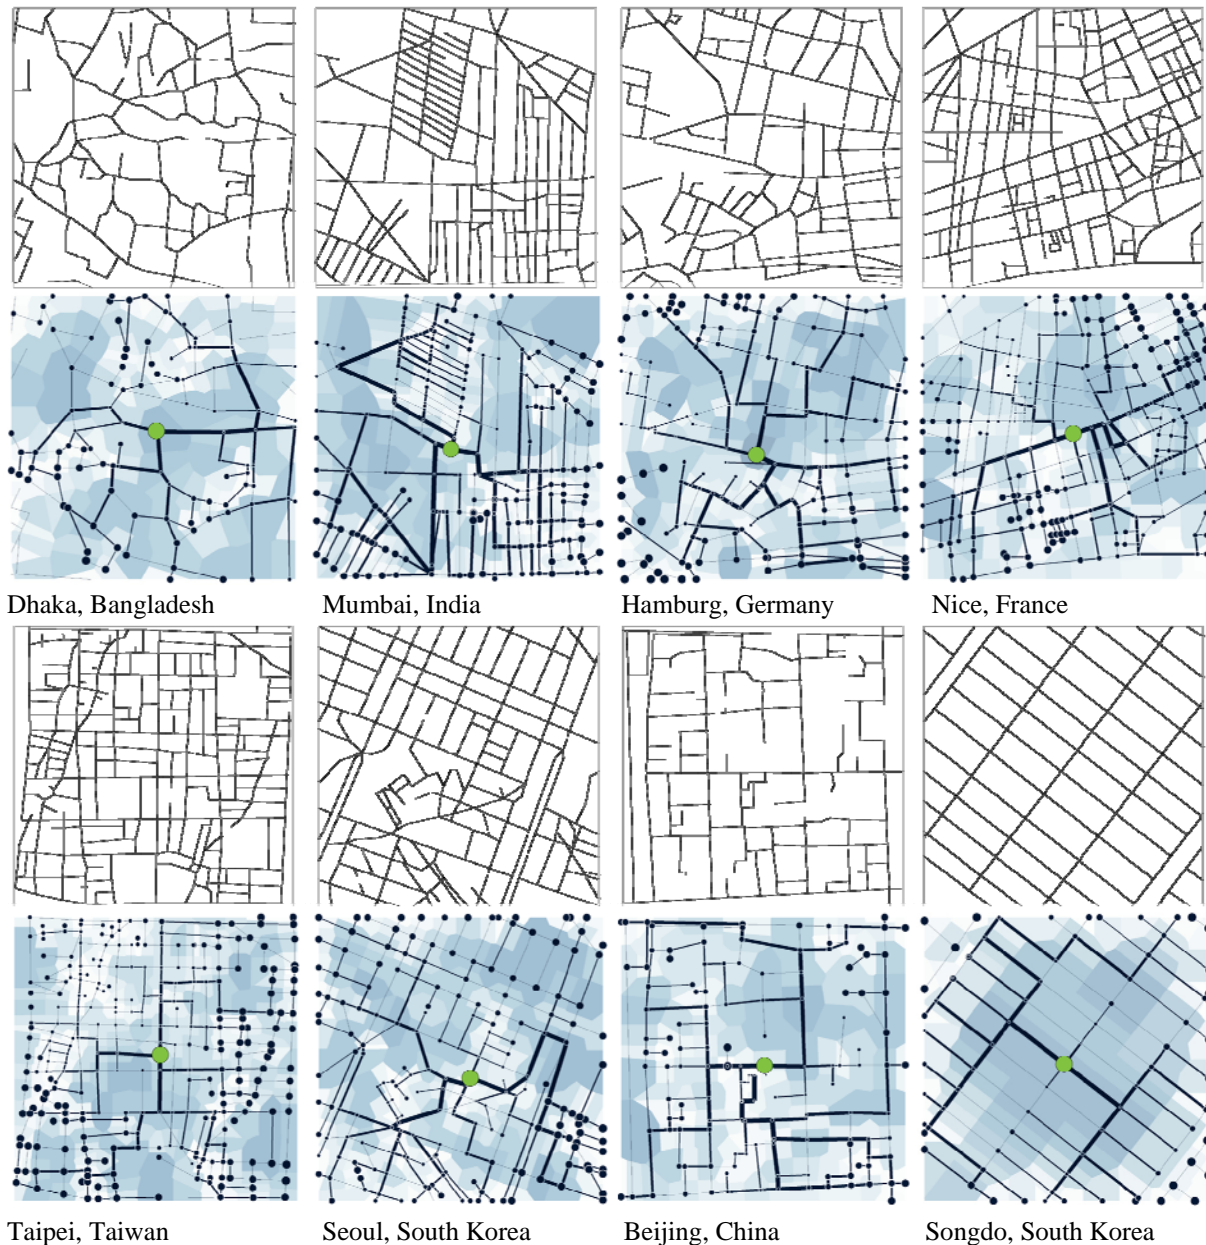 Dhaka, Bangladesh Mumbai, India Hamburg, Germany Nice, France
Taipei, Taiwan Seoul, South Korea Beijing, China Songdo, South Korea